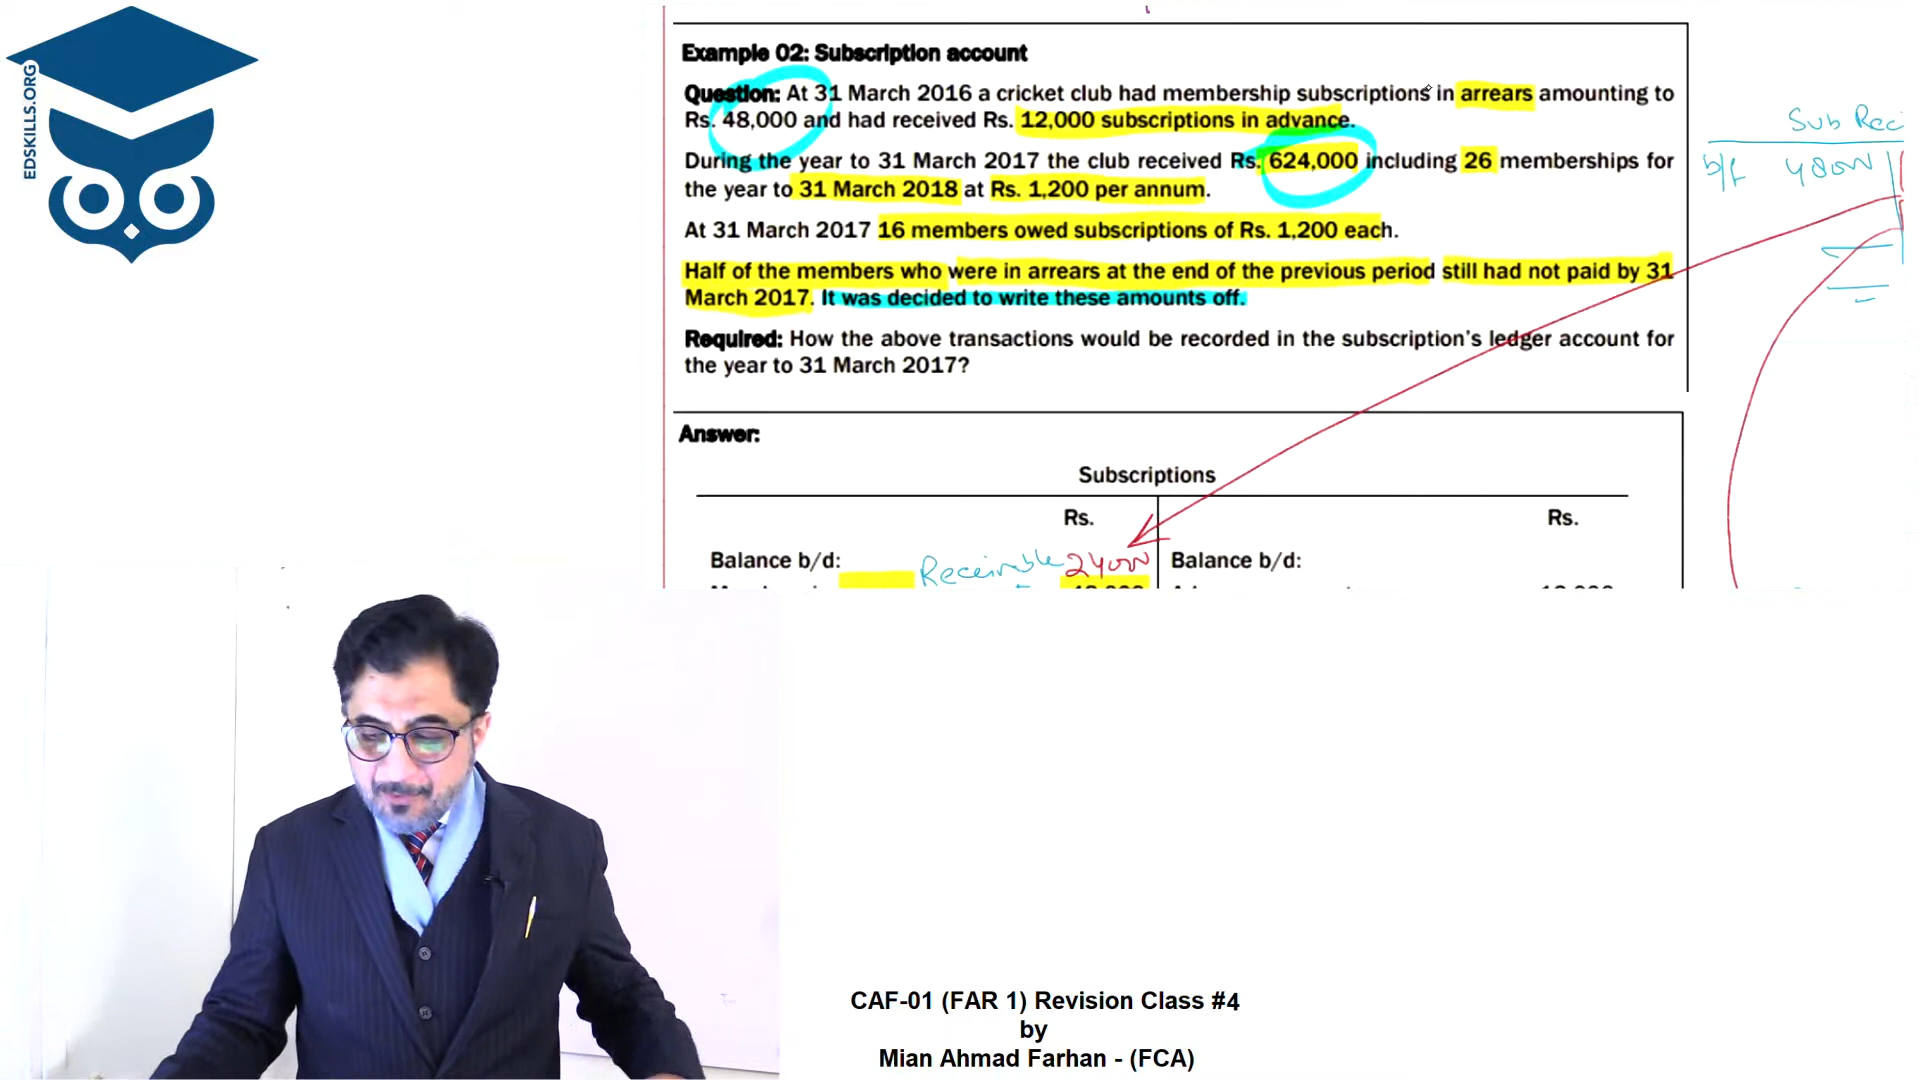 EDSKILLS.ORG
Example 02: Subscription account
Question: At 31 March 2016 a cricket club had membership subscriptions in arrears amounting to
Rs. 48,000 and had received Rs. 12,000 subscriptions in advance.
During the year to 31 March 2017 the club received Rs. 624,000 including 26 memberships for
the year to 31 March 2018 at Rs. 1,200 per annum.
At 31 March 2017 16 members owed subscriptions of Rs. 1,200 each.
Half of the members who were in arrears at the end of the previous period still had not paid by 31
March 2017. It was decided to write these amounts off.
Required: How the above transactions would be recorded in the subscription's ledger account for
the year to 31 March 2017?
Sub Rec
b/f
Answer:
Subscriptions
Rs. Rs.
Balance b/d: Receivable Balance b/d:
CAF-01 (FAR 1) Revision Class #4
by
Mian Ahmad Farhan - (FCA)